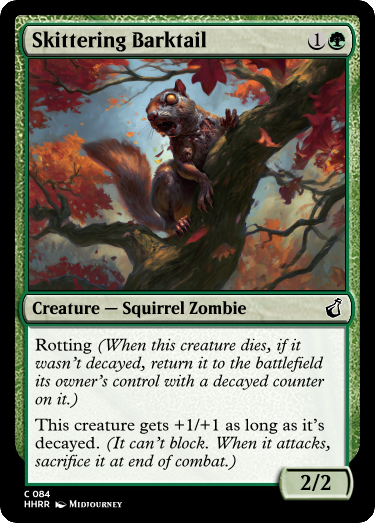 Skittering Barktail 1
Creature — Squirrel Zombie
Rotting (When this creature dies, if it
wasn't decayed, return it to the battlefield
its owner's control with a decayed counter
on it.)
This creature gets +1/+1 as long as it's
decayed. (It can't block. When it attacks,
sacrifice it at end of combat.)
2/2
C 084
HHRR MIDJOURNEY